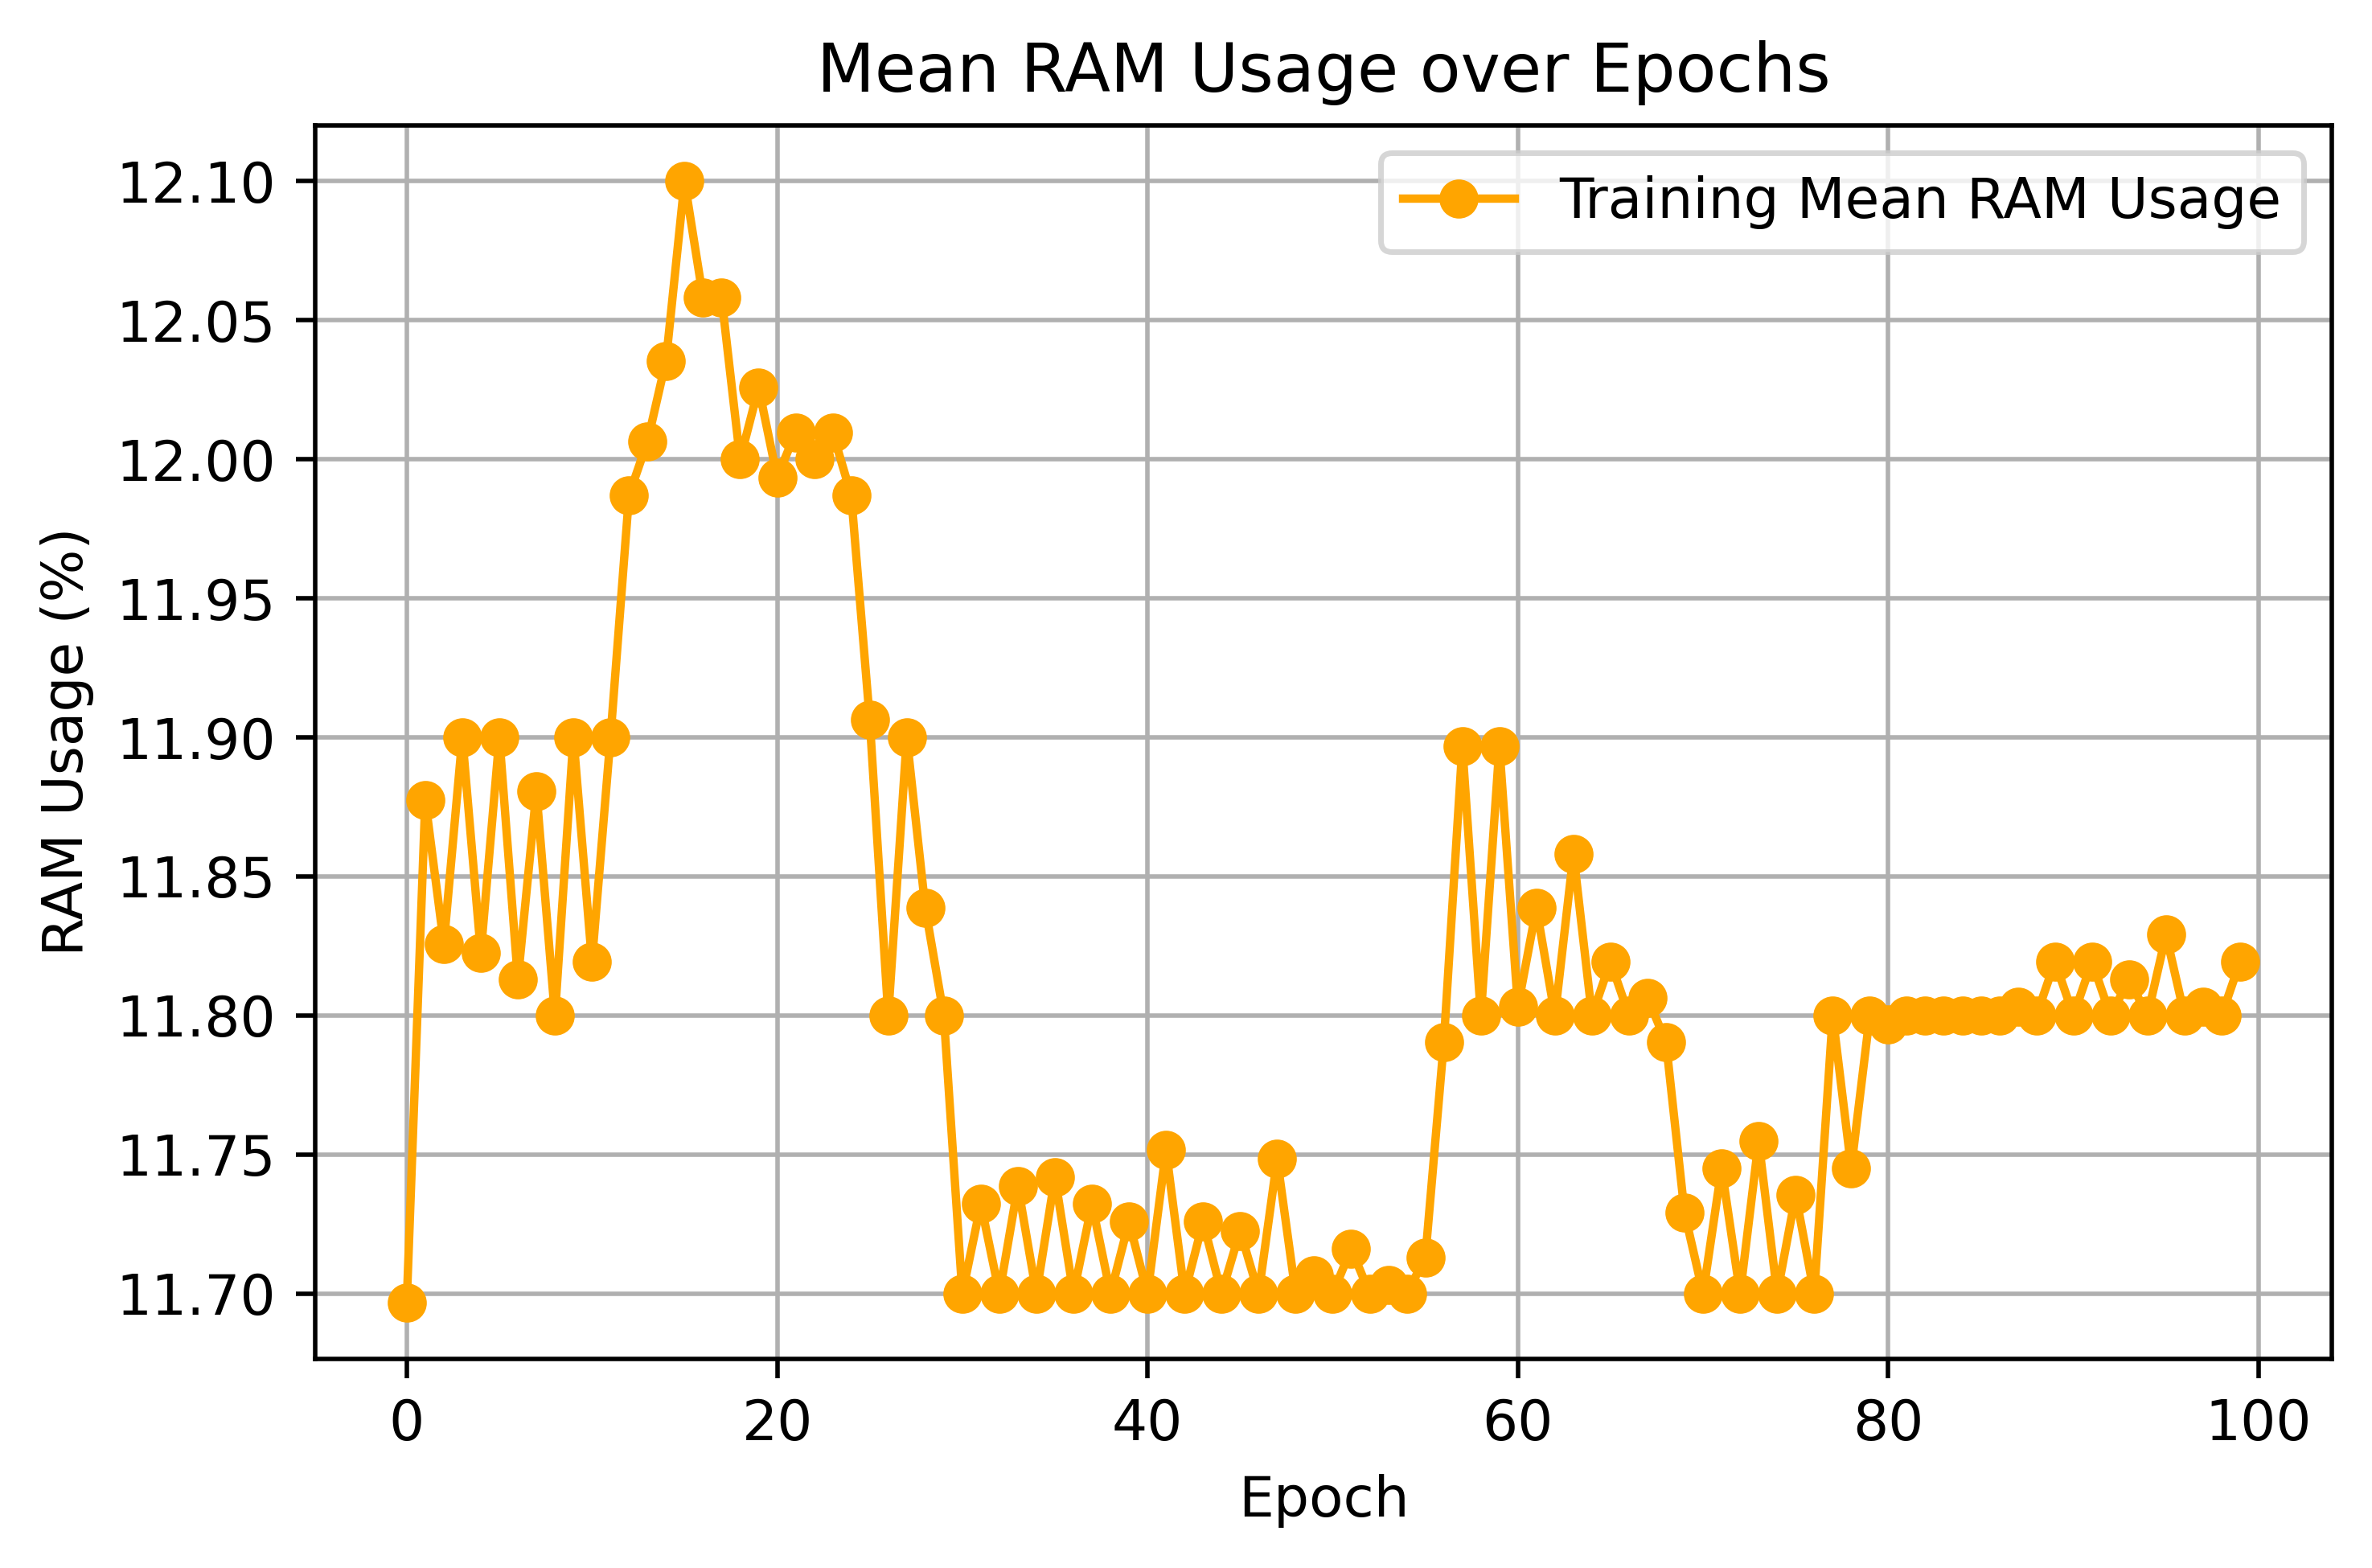 Mean RAM Usage over Epochs
Training Mean RAM Usage
RAM Usage (%)
12.10
12.05
12.00
11.95
11.90
11.85
11.80
11.75
11.70
0 20 40 60 80 100
Epoch